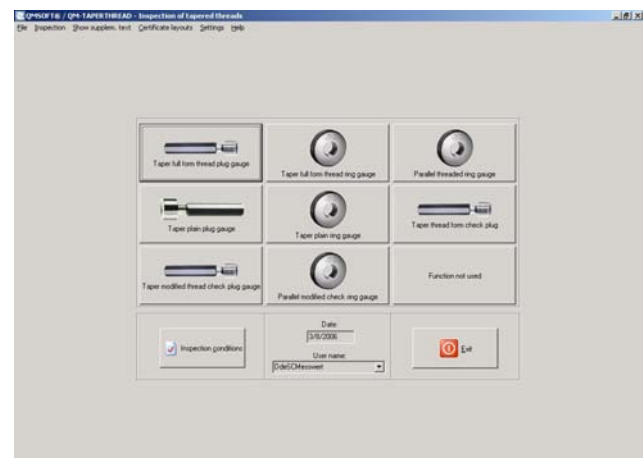 QMSOFT® / QM-TAPERTHREAD - Inspection of tapered threads
File Inspection Show supplem. text Certificate layouts Settings Help
Taper full form thread plug gauge
Taper full form thread ring gauge
Parallel threaded ring gauge
Taper plain plug gauge
Taper plain ring gauge
Taper thread form check plug
Taper modified thread check plug gauge
Parallel modified check ring gauge
Function not used
Inspection conditions
Date:
3/8/2006
User name:
OdeSCMesswert
Exit